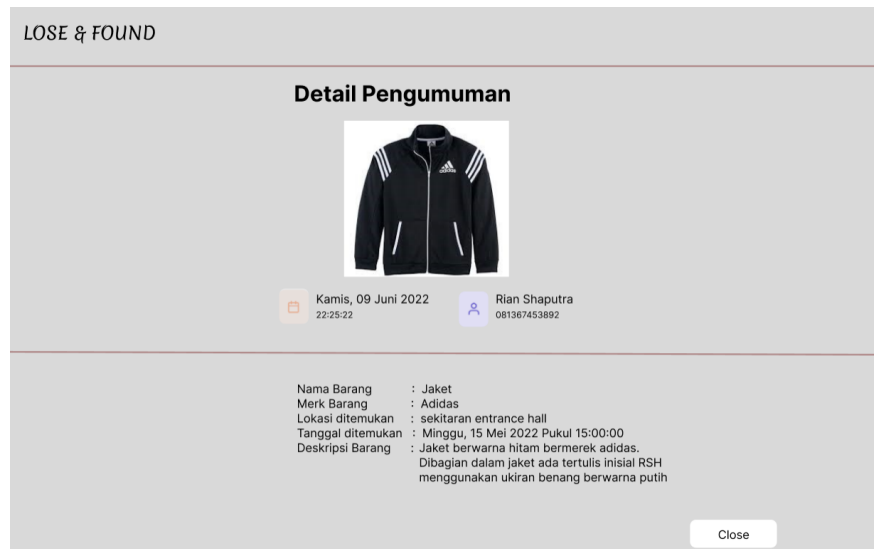 LOSE & FOUND
Detail Pengumuman
adidas
Kamis, 09 Juni 2022
22:25:22
Rian Shaputra
081367453892
Nama Barang : Jaket
Merk Barang : Adidas
Lokasi ditemukan : sekitaran entrance hall
Tanggal ditemukan : Minggu, 15 Mei 2022 Pukul 15:00:00
Deskripsi Barang : Jaket berwarna hitam bermerek adidas.
Dibagian dalam jaket ada tertulis inisial RSH
menggunakan ukiran benang berwarna putih
Close